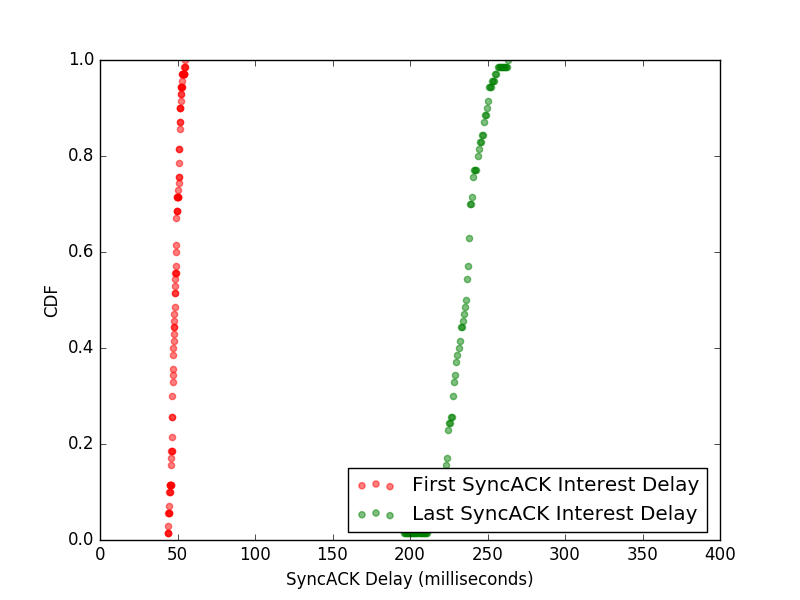 1.0
0.8
0.6
0.4
0.2
0.0
CDF
First SyncACK Interest Delay
Last SyncACK Interest Delay
0 50 100 150 200 250 300 350 400
SyncACK Delay (milliseconds)